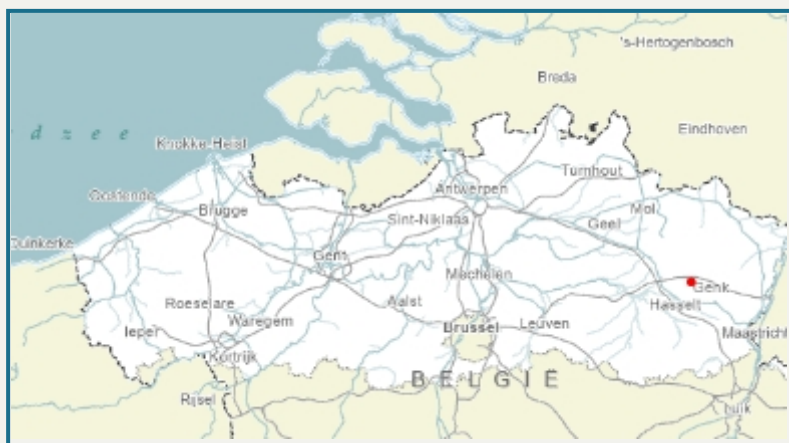 's-Hertogenbosch
Breda
d z e e
Eindhoven
Knokke-Heist
Turnhout
Antwerpen
Oostende
Mol
Brugge
Sint-Niklaas
Geel
Duinkerke
Gent
Mechelen
Genk
Roeselare
Aalst
Hasselt
Waregem
Brussel
Leuven
Ieper
Maastricht
Kortrijk
BELGIË
Rijsel
Luik